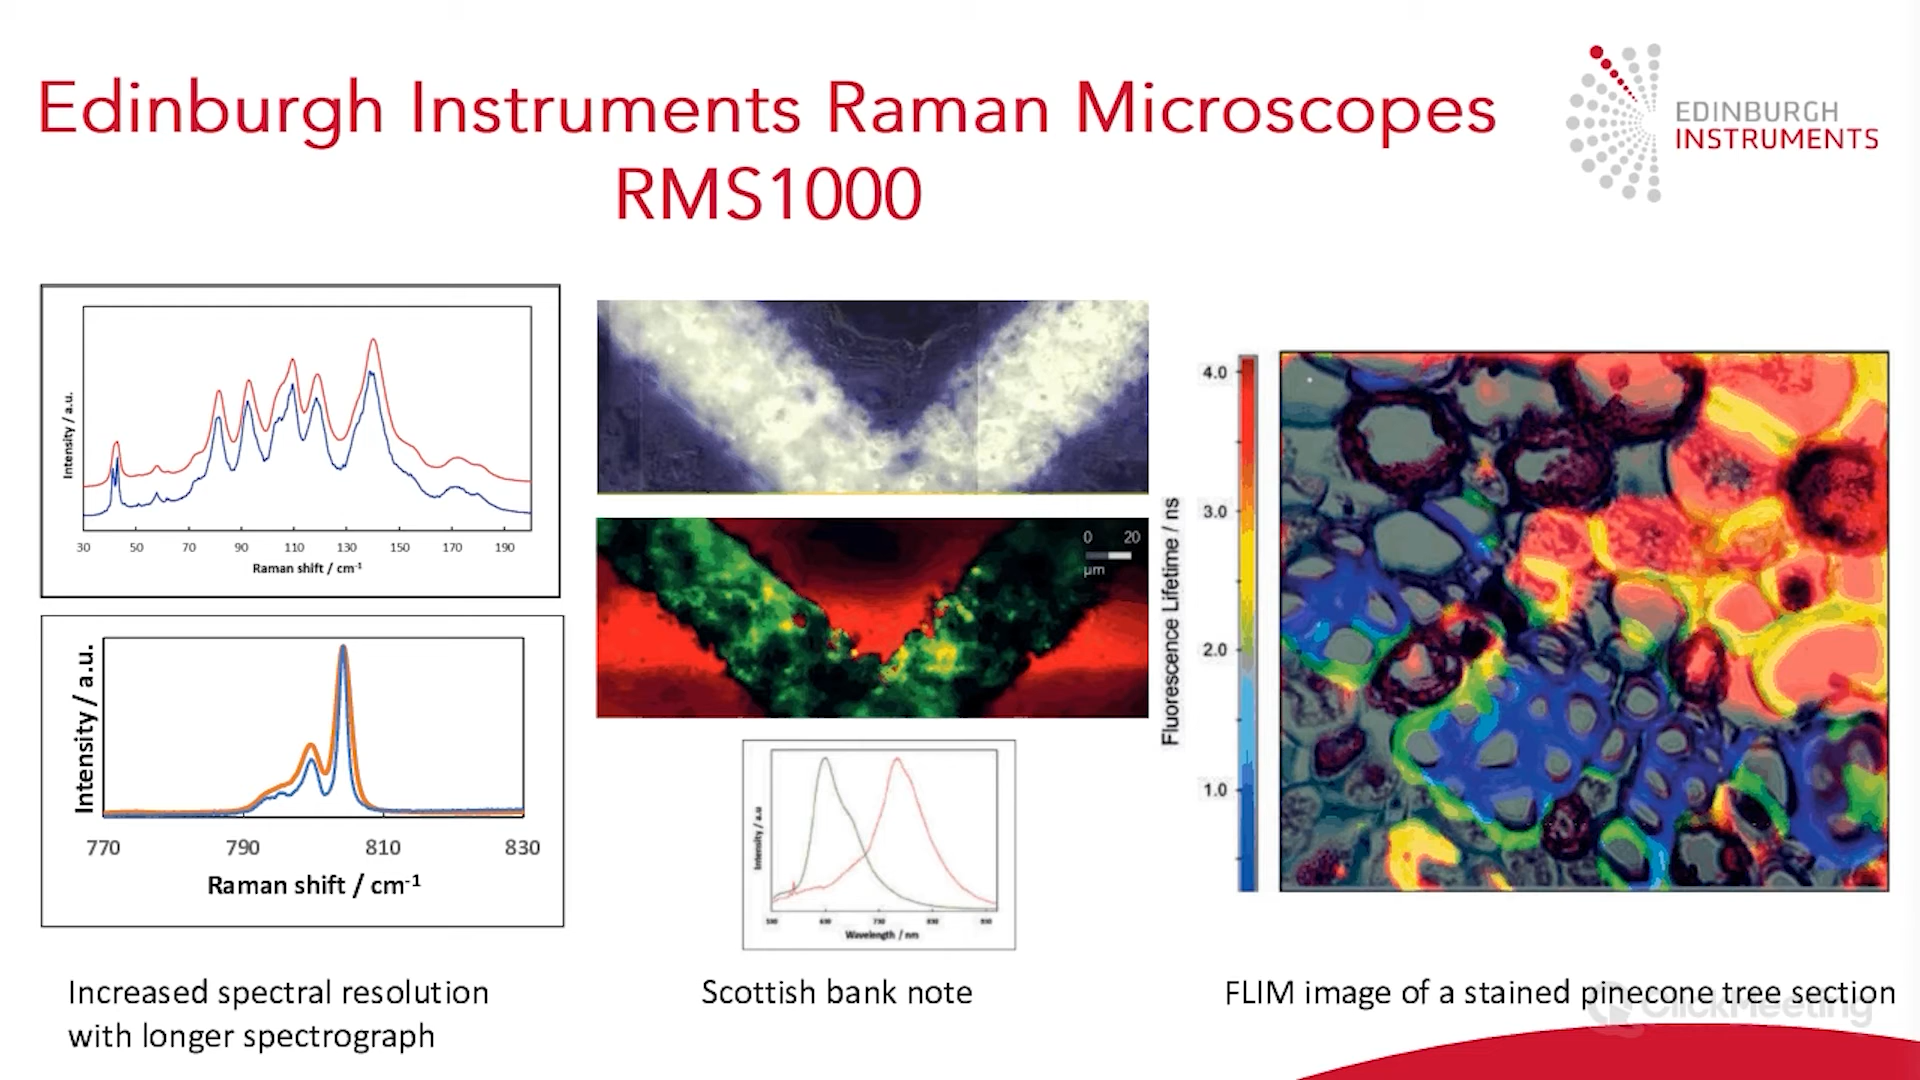 Edinburgh Instruments Raman Microscopes
RMS1000
EDINBURGH
INSTRUMENTS
Intensity / a.u.
30 50 70 90 110 130 150 170 190
Raman shift / cm-1
Intensity / a.u.
770 790 810 830
Raman shift / cm-1
Increased spectral resolution
with longer spectrograph
0 20
µm
Intensity / a.u
Wavelength / nm
Scottish bank note
Fluorescence Lifetime / ns
4.0
3.0
2.0
1.0
FLIM image of a stained pinecone tree section
ClickMeeting